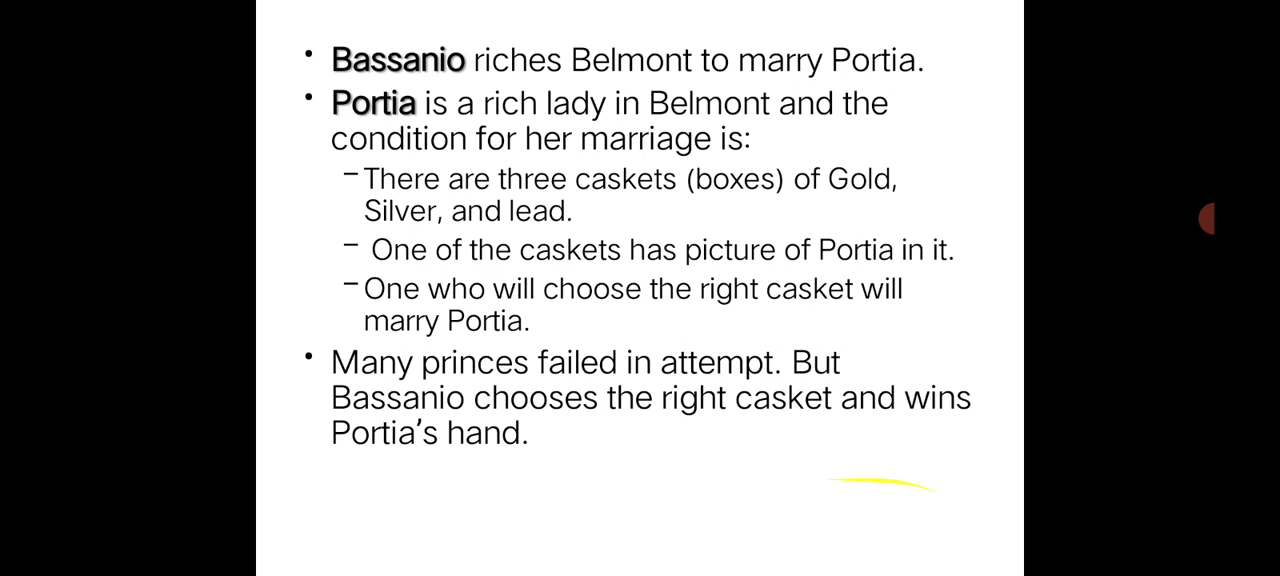 • Bassanio riches Belmont to marry Portia.
• Portia is a rich lady in Belmont and the
condition for her marriage is:
– There are three caskets (boxes) of Gold,
Silver, and lead.
– One of the caskets has picture of Portia in it.
– One who will choose the right casket will
marry Portia.
• Many princes failed in attempt. But
Bassanio chooses the right casket and wins
Portia’s hand.